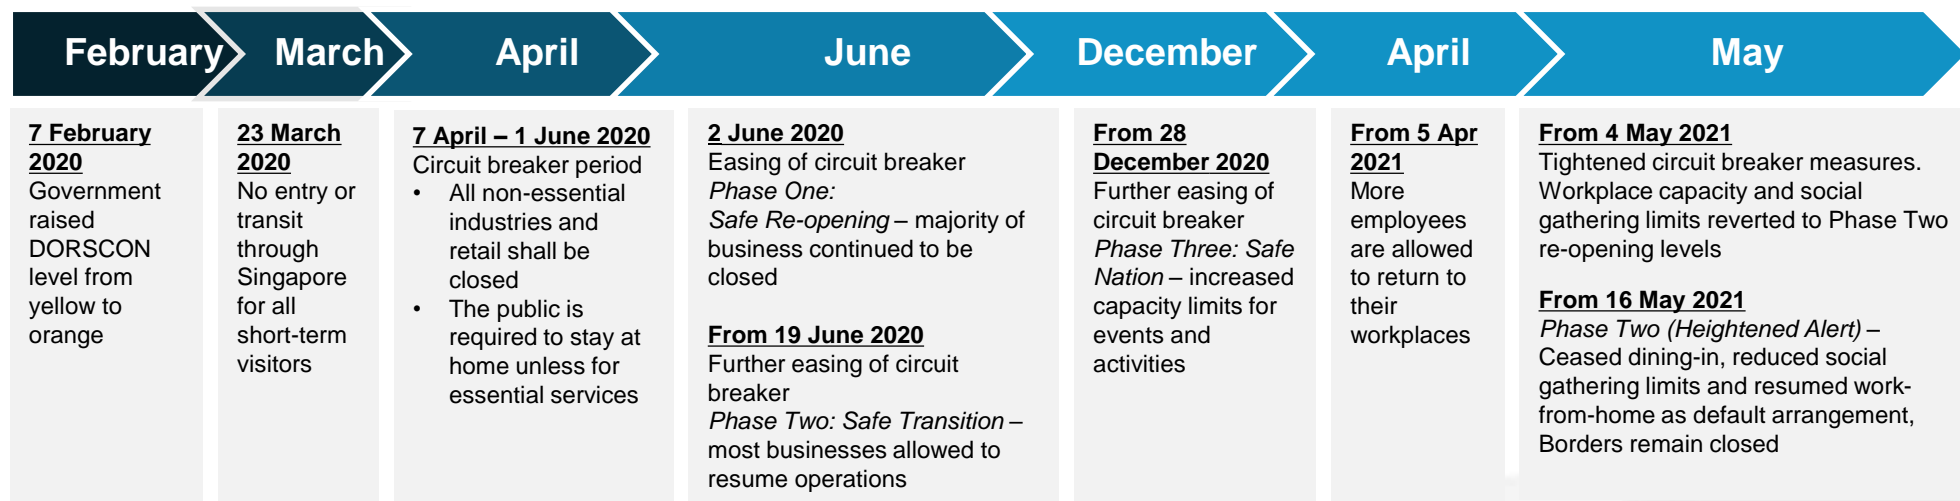 February
March
April
June
December
April
May
7 February
2020
Government
raised
DORSCON
level from
yellow to
orange
23 March
2020
No entry or
transit
through
Singapore
for all
short-term
visitors
7 April – 1 June 2020
Circuit breaker period
• All non-essential
industries and
retail shall be
closed
• The public is
required to stay at
home unless for
essential services
2 June 2020
Easing of circuit breaker
Phase One:
Safe Re-opening – majority of
business continued to be
closed
From 19 June 2020
Further easing of circuit
breaker
Phase Two: Safe Transition –
most businesses allowed to
resume operations
From 28
December 2020
Further easing of
circuit breaker
Phase Three: Safe
Nation – increased
capacity limits for
events and
activities
From 5 Apr
2021
More
employees
are allowed
to return to
their
workplaces
From 4 May 2021
Tightened circuit breaker measures.
Workplace capacity and social
gathering limits reverted to Phase Two
re-opening levels
From 16 May 2021
Phase Two (Heightened Alert) –
Ceased dining-in, reduced social
gathering limits and resumed work-
from-home as default arrangement,
Borders remain closed